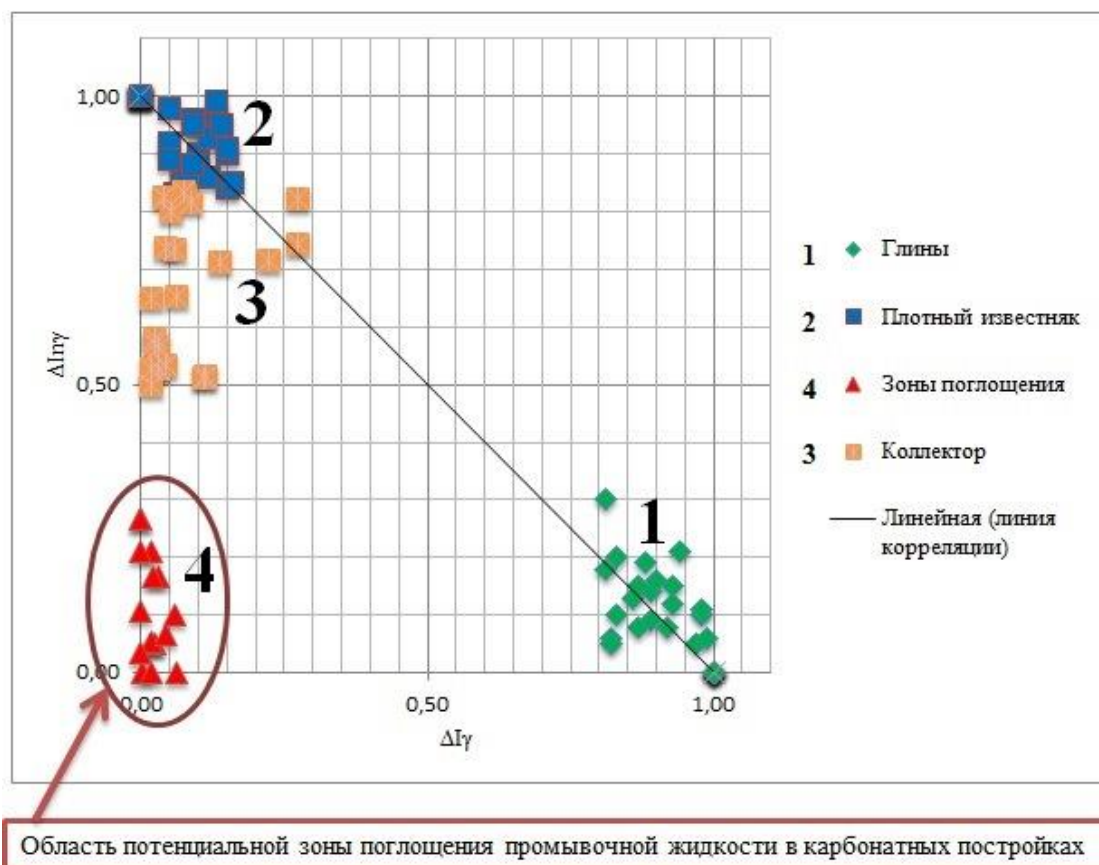 1,00
2
3
ΔInγ
0,50
4
1
0,00
0,00
0,50
1,00
ΔIγ
1 Глины
2 Плотный известняк
4 Зоны поглощения
3 Коллектор
Линейная (линия
корреляции)
Область потенциальной зоны поглощения промывочной жидкости в карбонатных постройках